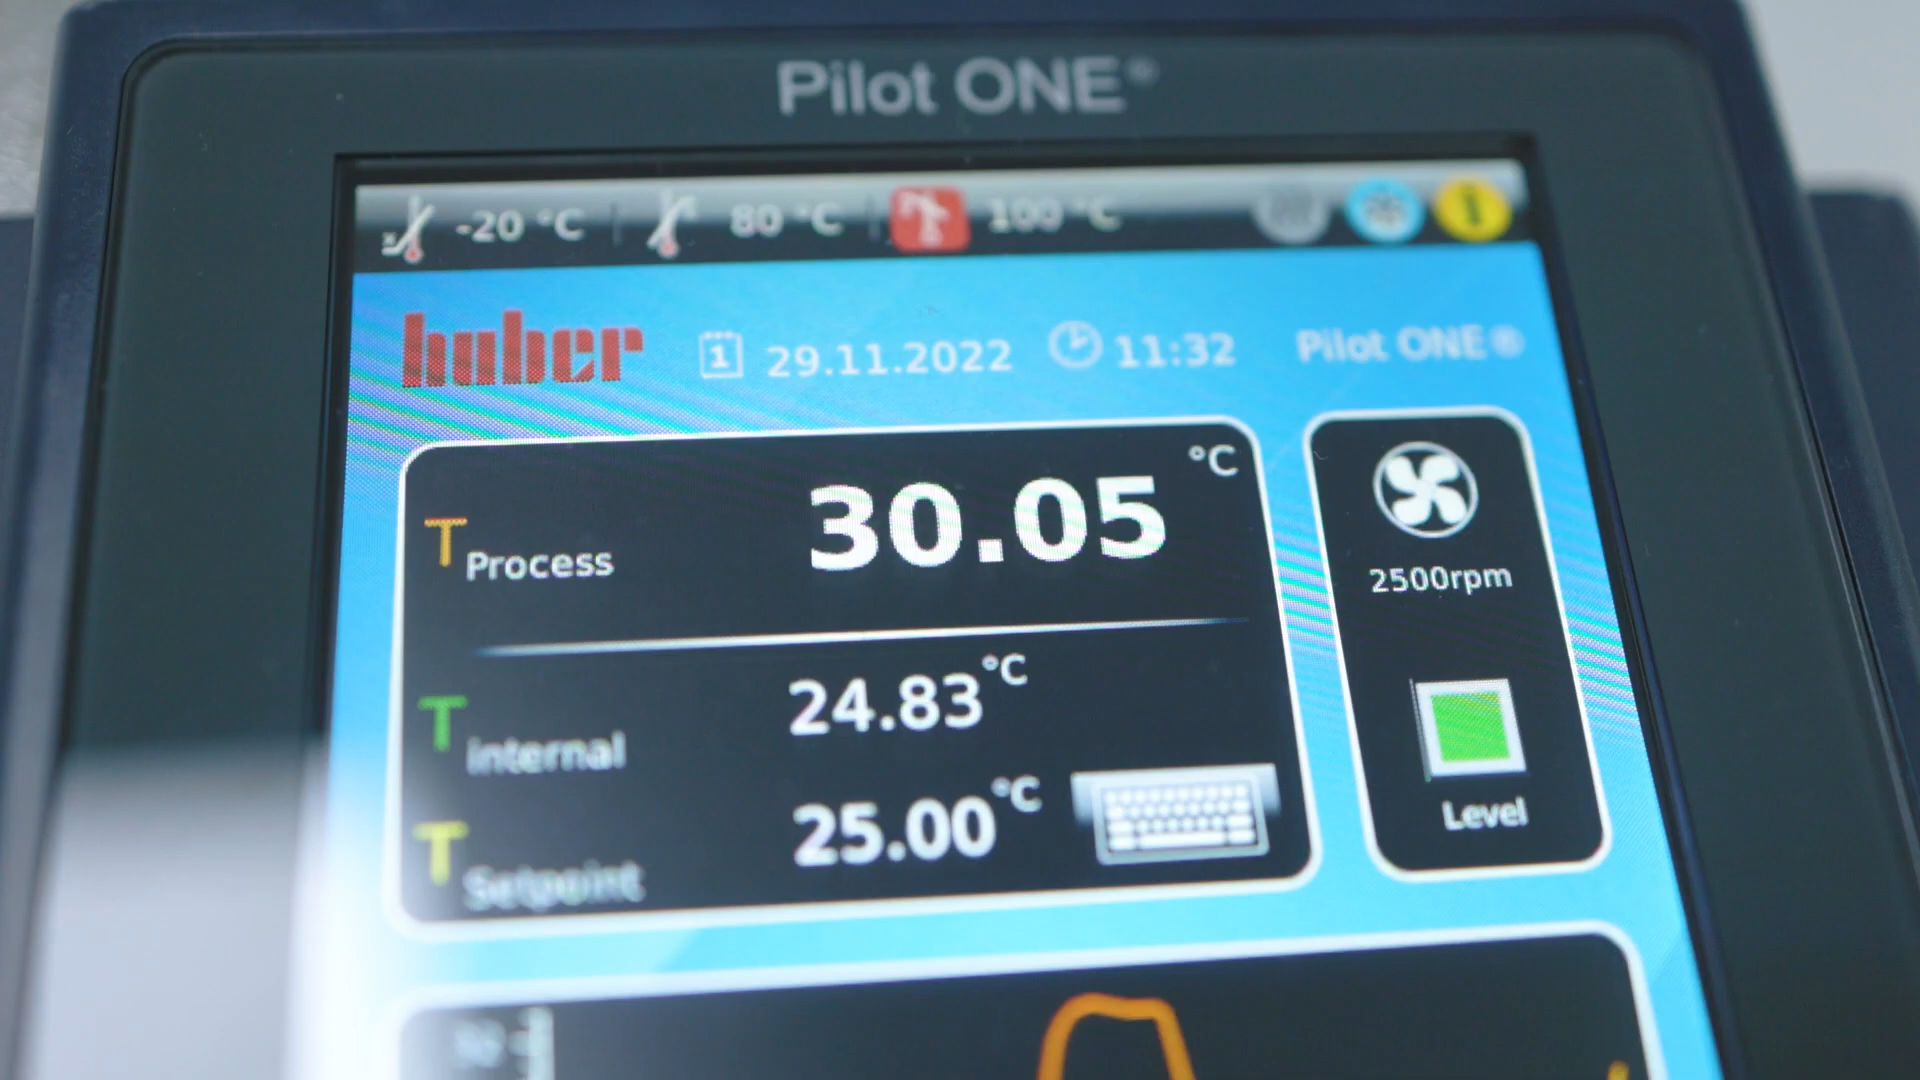 Pilot ONE®
-20 °C 80 °C 100 °C
huber 1 29.11.2022 11:32 Pilot ONE®
°C
T Process 30.05
2500rpm
T internal 24.83 °C
T Setpoint 25.00 °C
Level